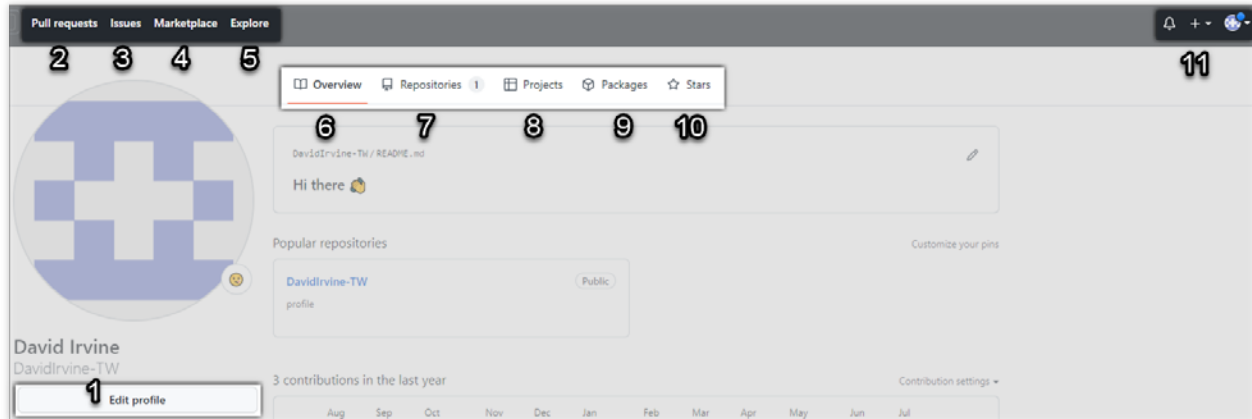 Pull requests Issues Marketplace Explore
2 3 4 5 11
Overview Repositories 1 Projects Packages Stars
6 7 8 9 10
DavidIrvine-TW / README.md
Hi there 👋
Popular repositories Customize your pins
DavidIrvine-TW Public
profile
David Irvine
DavidIrvine-TW
3 contributions in the last year Contribution settings
1 Edit profile
Aug Sep Oct Nov Dec Jan Feb Mar Apr May Jun Jul